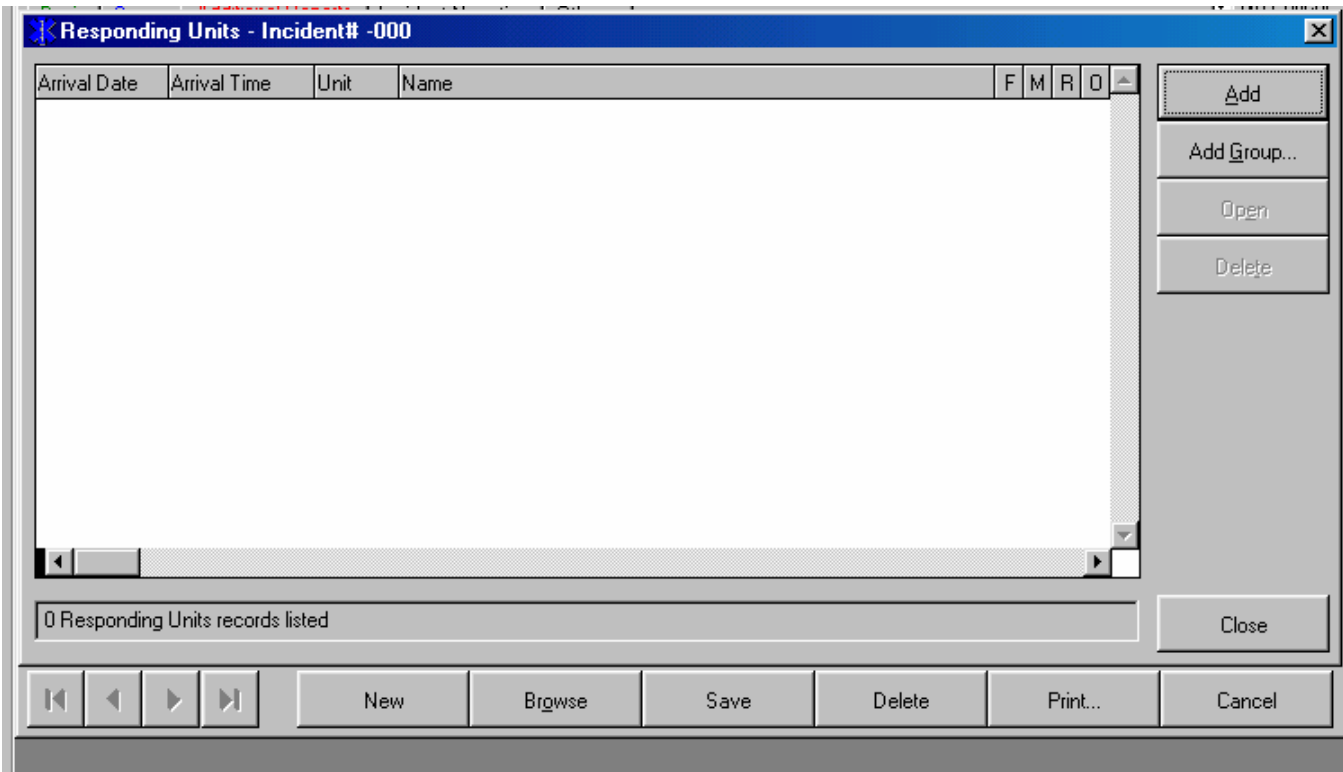 Responding Units - Incident# -000
Arrival Date Arrival Time Unit Name F M R O
Add
Add Group...
Open
Delete
0 Responding Units records listed
Close
New Browse Save Delete Print... Cancel